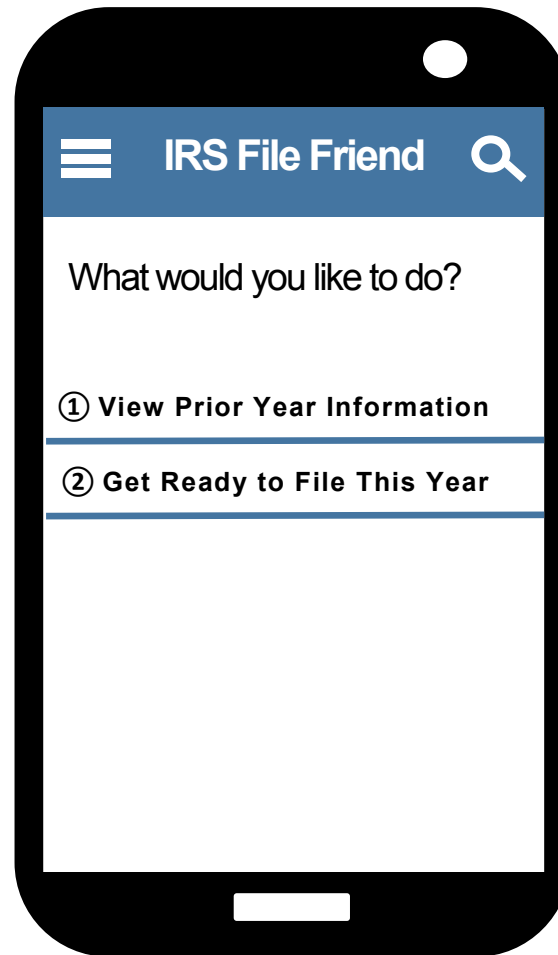 IRS File Friend
What would you like to do?
① View Prior Year Information
② Get Ready to File This Year